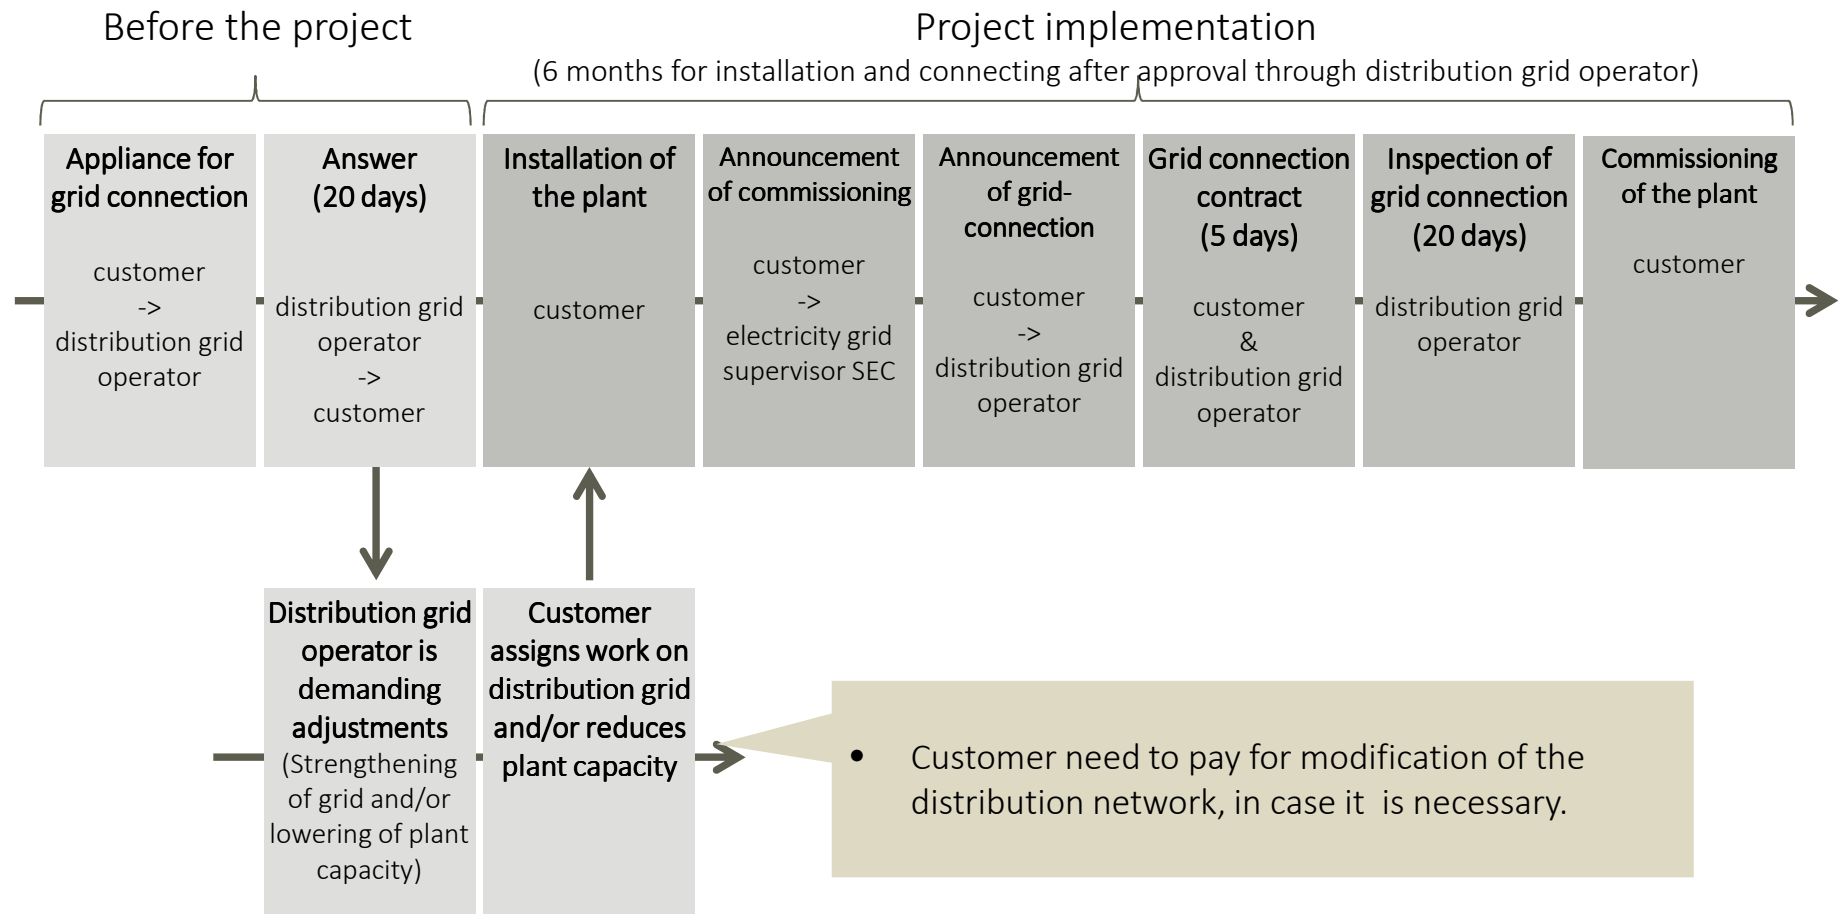 Before the project
Project implementation
(6 months for installation and connecting after approval through distribution grid operator)
Appliance for
grid connection
customer
->
distribution grid
operator
Answer
(20 days)
distribution grid
operator
->
customer
Installation of
the plant
customer
Announcement
of commissioning
customer
->
electricity grid
supervisor SEC
Announcement
of grid-
connection
customer
->
distribution grid
operator
Grid connection
contract
(5 days)
customer
&
distribution grid
operator
Inspection of
grid connection
(20 days)
distribution grid
operator
Commissioning
of the plant
customer
Distribution grid
operator is
demanding
adjustments
(Strengthening
of grid and/or
lowering of plant
capacity)
Customer
assigns work on
distribution grid
and/or reduces
plant capacity
• Customer need to pay for modification of the
distribution network, in case it  is necessary.